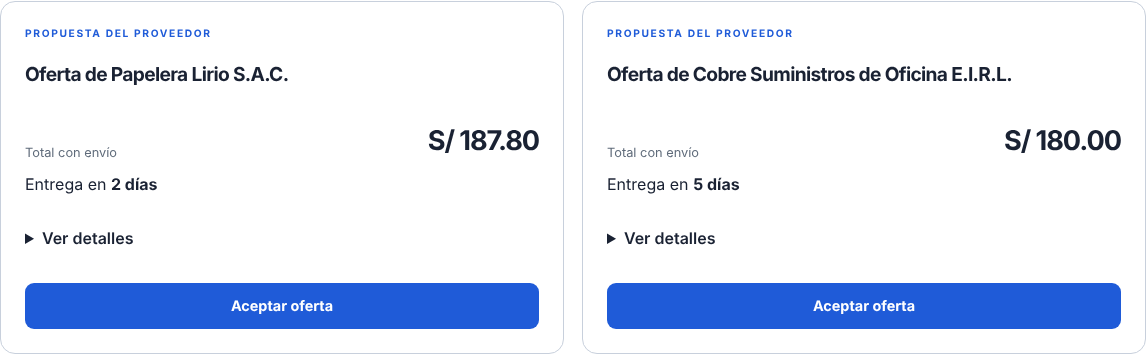 PROPUESTA DEL PROVEEDOR
Oferta de Papelera Lirio S.A.C.
Total con envío
S/ 187.80
Entrega en 2 días
Ver detalles
Aceptar oferta
PROPUESTA DEL PROVEEDOR
Oferta de Cobre Suministros de Oficina E.I.R.L.
Total con envío
S/ 180.00
Entrega en 5 días
Ver detalles
Aceptar oferta